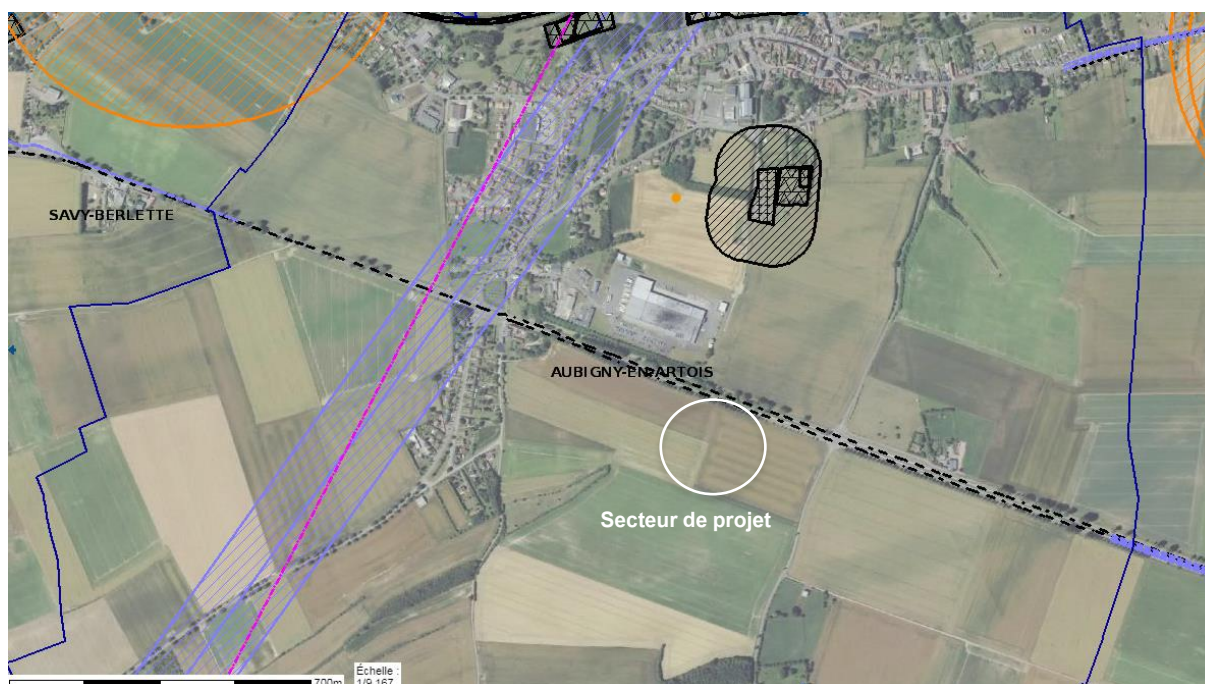 SAVY-BERLETTE
AUBIGNY-EN-ARTOIS
Secteur de projet
Échelle :
700m
1/9 167